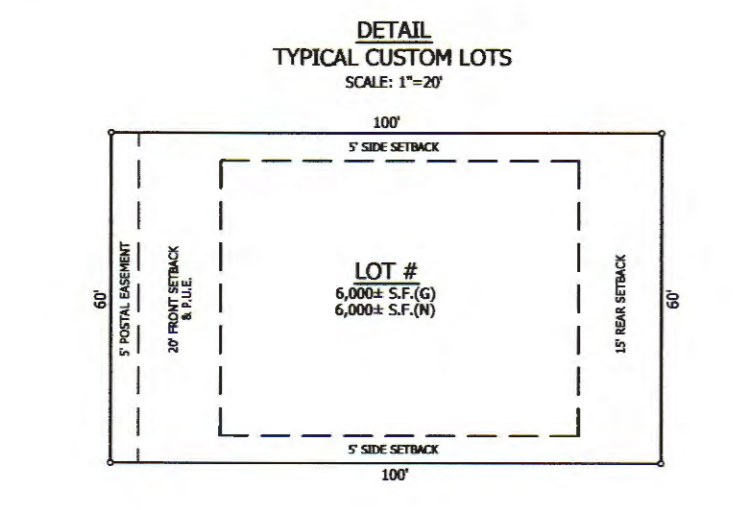 DETAIL
TYPICAL CUSTOM LOTS
SCALE: 1"=20'
100'
5' SIDE SETBACK
60'
5' POSTAL EASEMENT
20' FRONT SETBACK
& P.U.E.
LOT #
6,000± S.F.(G)
6,000± S.F.(N)
15' REAR SETBACK
60'
5' SIDE SETBACK
100'